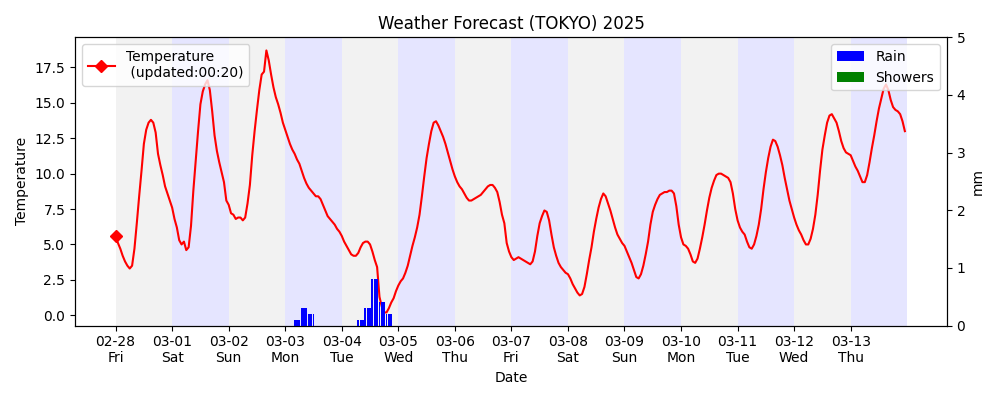 Weather Forecast (TOKYO) 2025
Temperature
(updated:00:20)
Rain
Showers
Temperature
17.5
15.0
12.5
10.0
7.5
5.0
2.5
0.0
5
4
3
2
1
0
mm
02-28 03-01 03-02 03-03 03-04 03-05 03-06 03-07 03-08 03-09 03-10 03-11 03-12 03-13
Fri Sat Sun Mon Tue Wed Thu Fri Sat Sun Mon Tue Wed Thu
Date